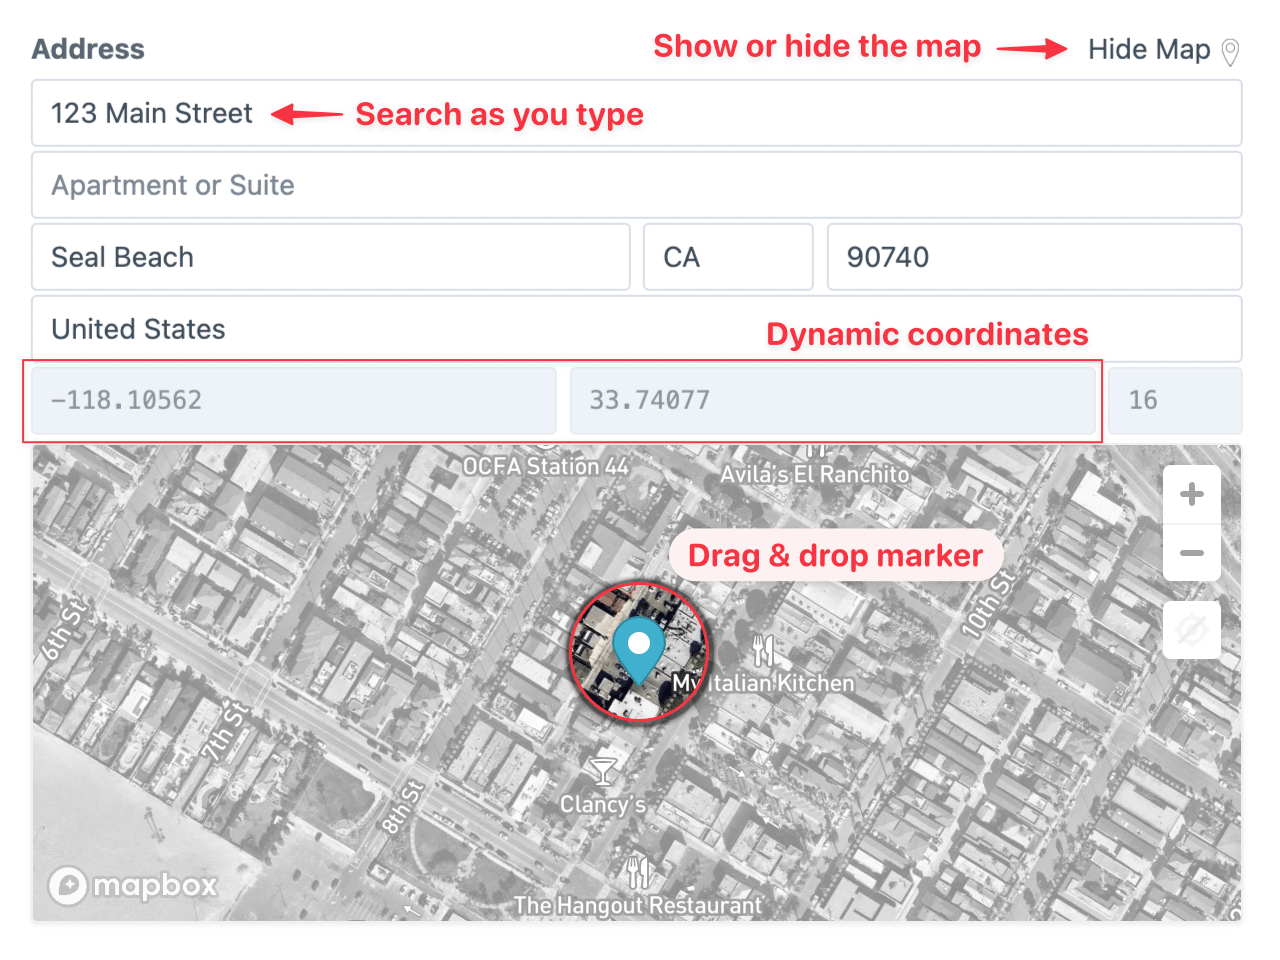 Address
Show or hide the map
Hide Map
123 Main Street
Search as you type
Apartment or Suite
Seal Beach
CA
90740
United States
Dynamic coordinates
-118.10562
33.74077
16
OCFA Station 44
Avila's El Ranchito
Drag & drop marker
10th St
6th St
My Italian Kitchen
7th St
8th St
Clancy's
mapbox
The Hangout Restaurant